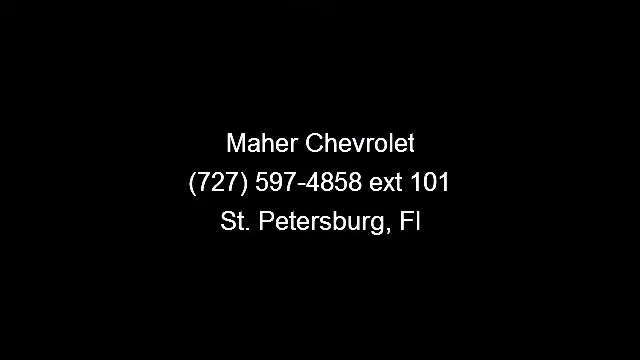 Maher Chevrolet
(727) 597-4858 ext 101
St. Petersburg, Fl